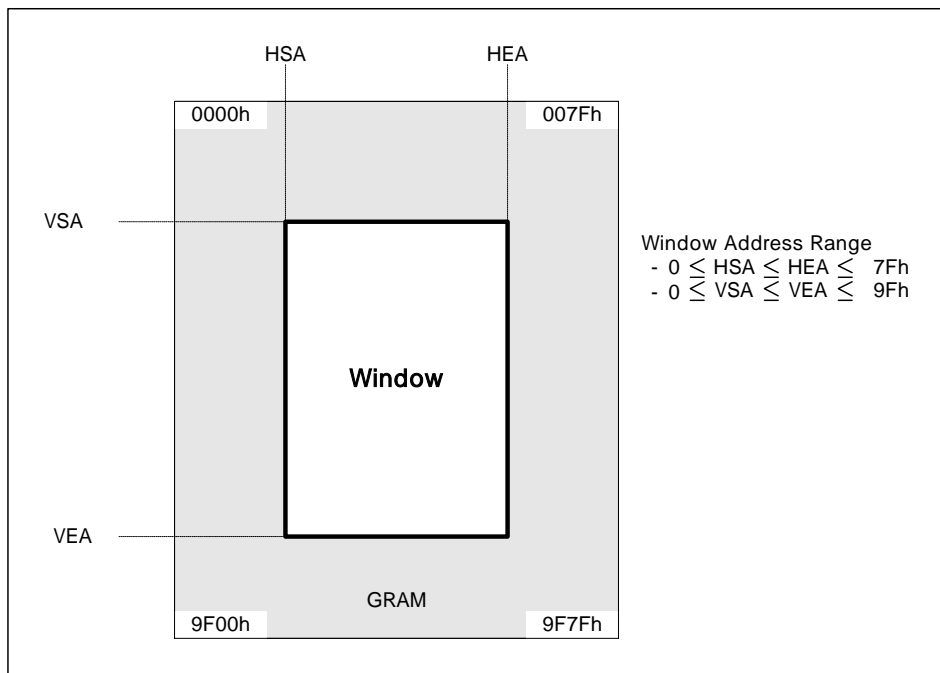 HSA HEA
0000h 007Fh
VSA
Window Address Range
- 0 ≤ HSA ≤ HEA ≤ 7Fh
- 0 ≤ VSA ≤ VEA ≤ 9Fh
Window
VEA
GRAM
9F00h 9F7Fh